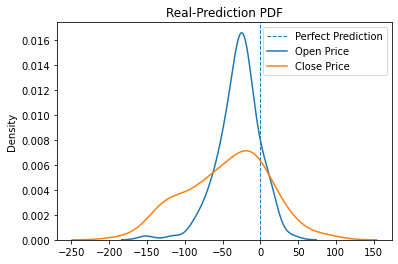 Real-Prediction PDF
Perfect Prediction
Open Price
Close Price
Density
0.016
0.014
0.012
0.010
0.008
0.006
0.004
0.002
0.000
−250 −200 −150 −100 −50 0 50 100 150